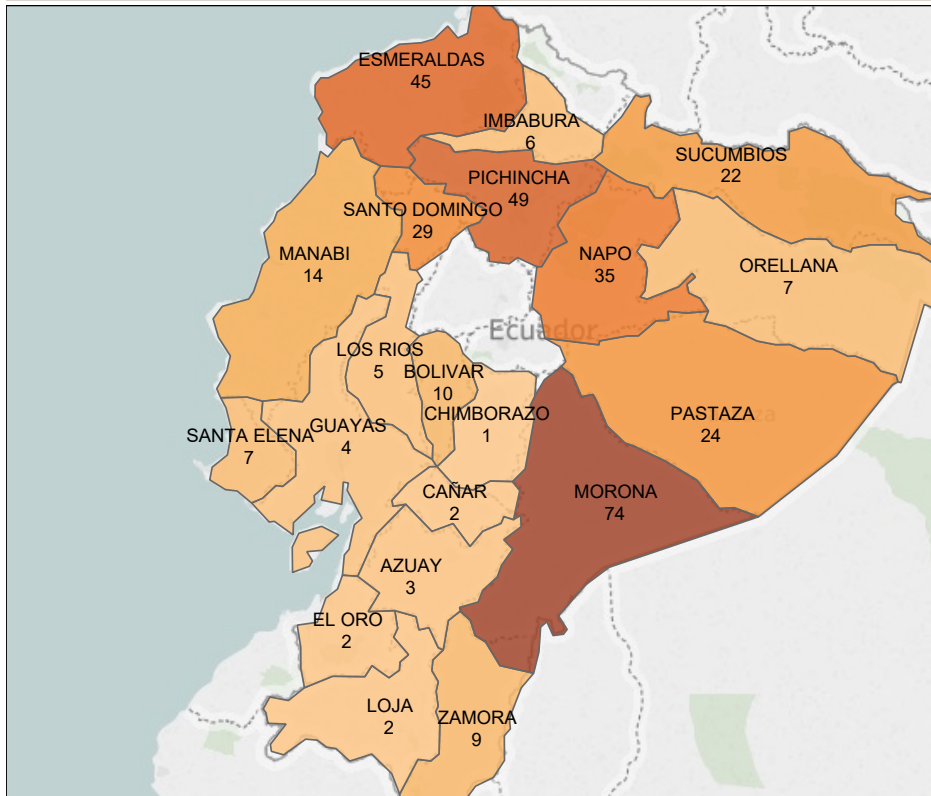 ESMERALDAS
45
IMBABURA
6
SUCUMBIOS
22
PICHINCHA
49
SANTO DOMINGO
29
MANABI
14
NAPO
35
ORELLANA
7
Ecuador
LOS RIOS
5
BOLIVAR
10
CHIMBORAZO
1
PASTAZA
24
SANTA ELENA
7
GUAYAS
4
CAÑAR
2
MORONA
74
AZUAY
3
EL ORO
2
LOJA
2
ZAMORA
9